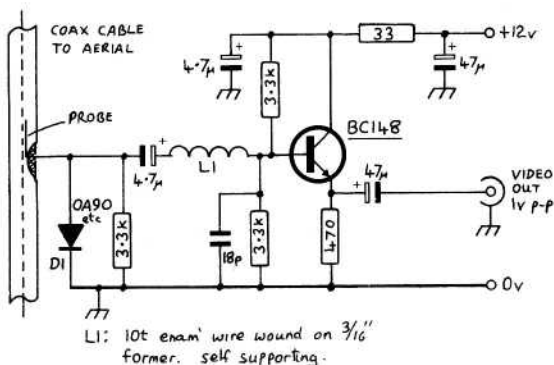 COAX CABLE
TO AERIAL
PROBE
OA90
etc
D1
3.3k
4.7µ
+
L1
18p
3.3k
4.7µ
+
3.3k
BC148
33
+
47µ
+12v
470
+
47µ
VIDEO
OUT
1v p-p
0v
L1: 10t enam' wire wound on 3/16"
former. self supporting.